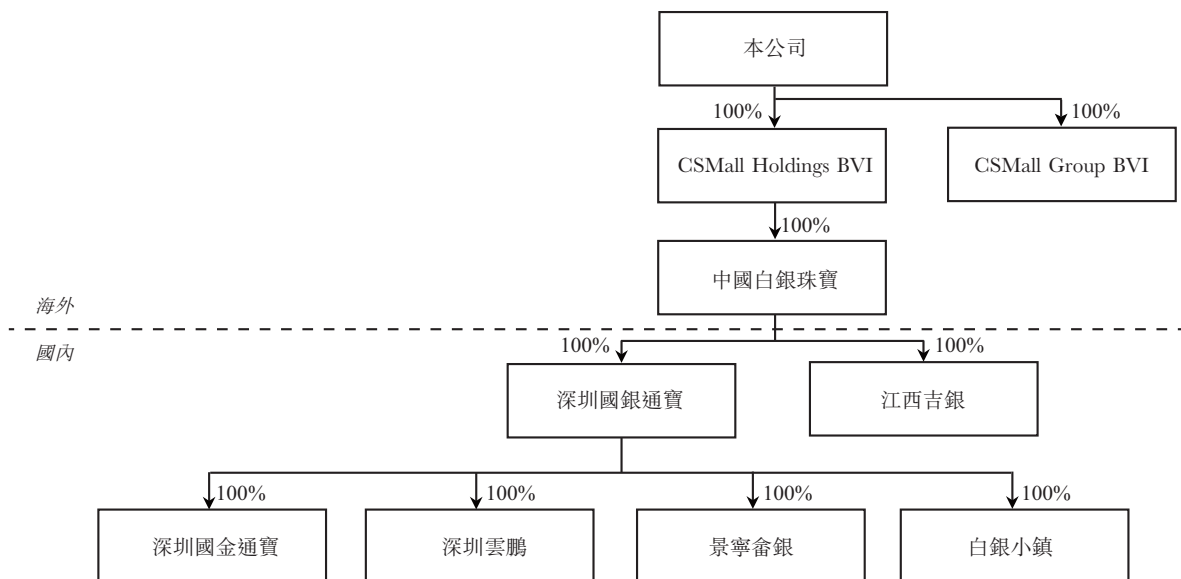 本公司
100%
100%
CSMall Holdings BVI
CSMall Group BVI
100%
中國白銀珠寶
海外
國內
100%
100%
深圳國銀通寶
江西吉銀
100%
100%
100%
100%
深圳國金通寶
深圳雲鵬
景寧畲銀
白銀小鎮